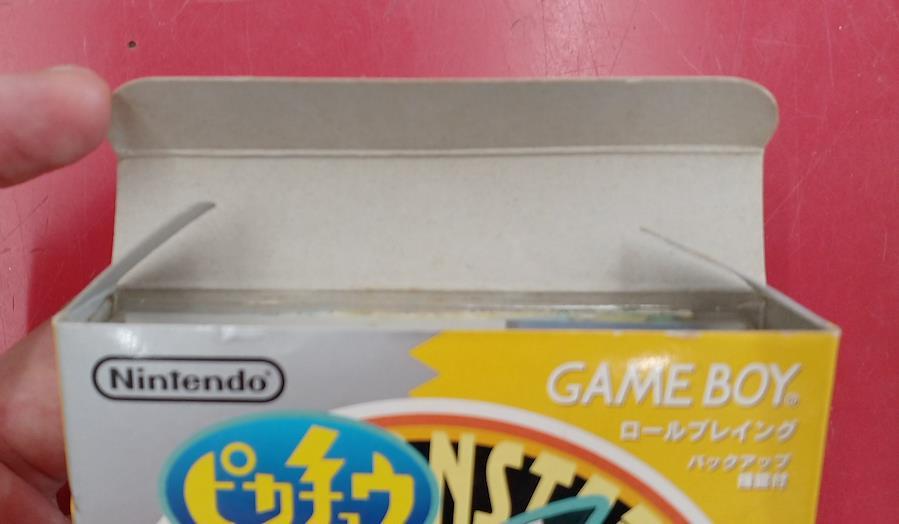 Nintendo®
GAME BOY®
ロールプレイング
バックアップ
機能付
ピカチュウ
NST